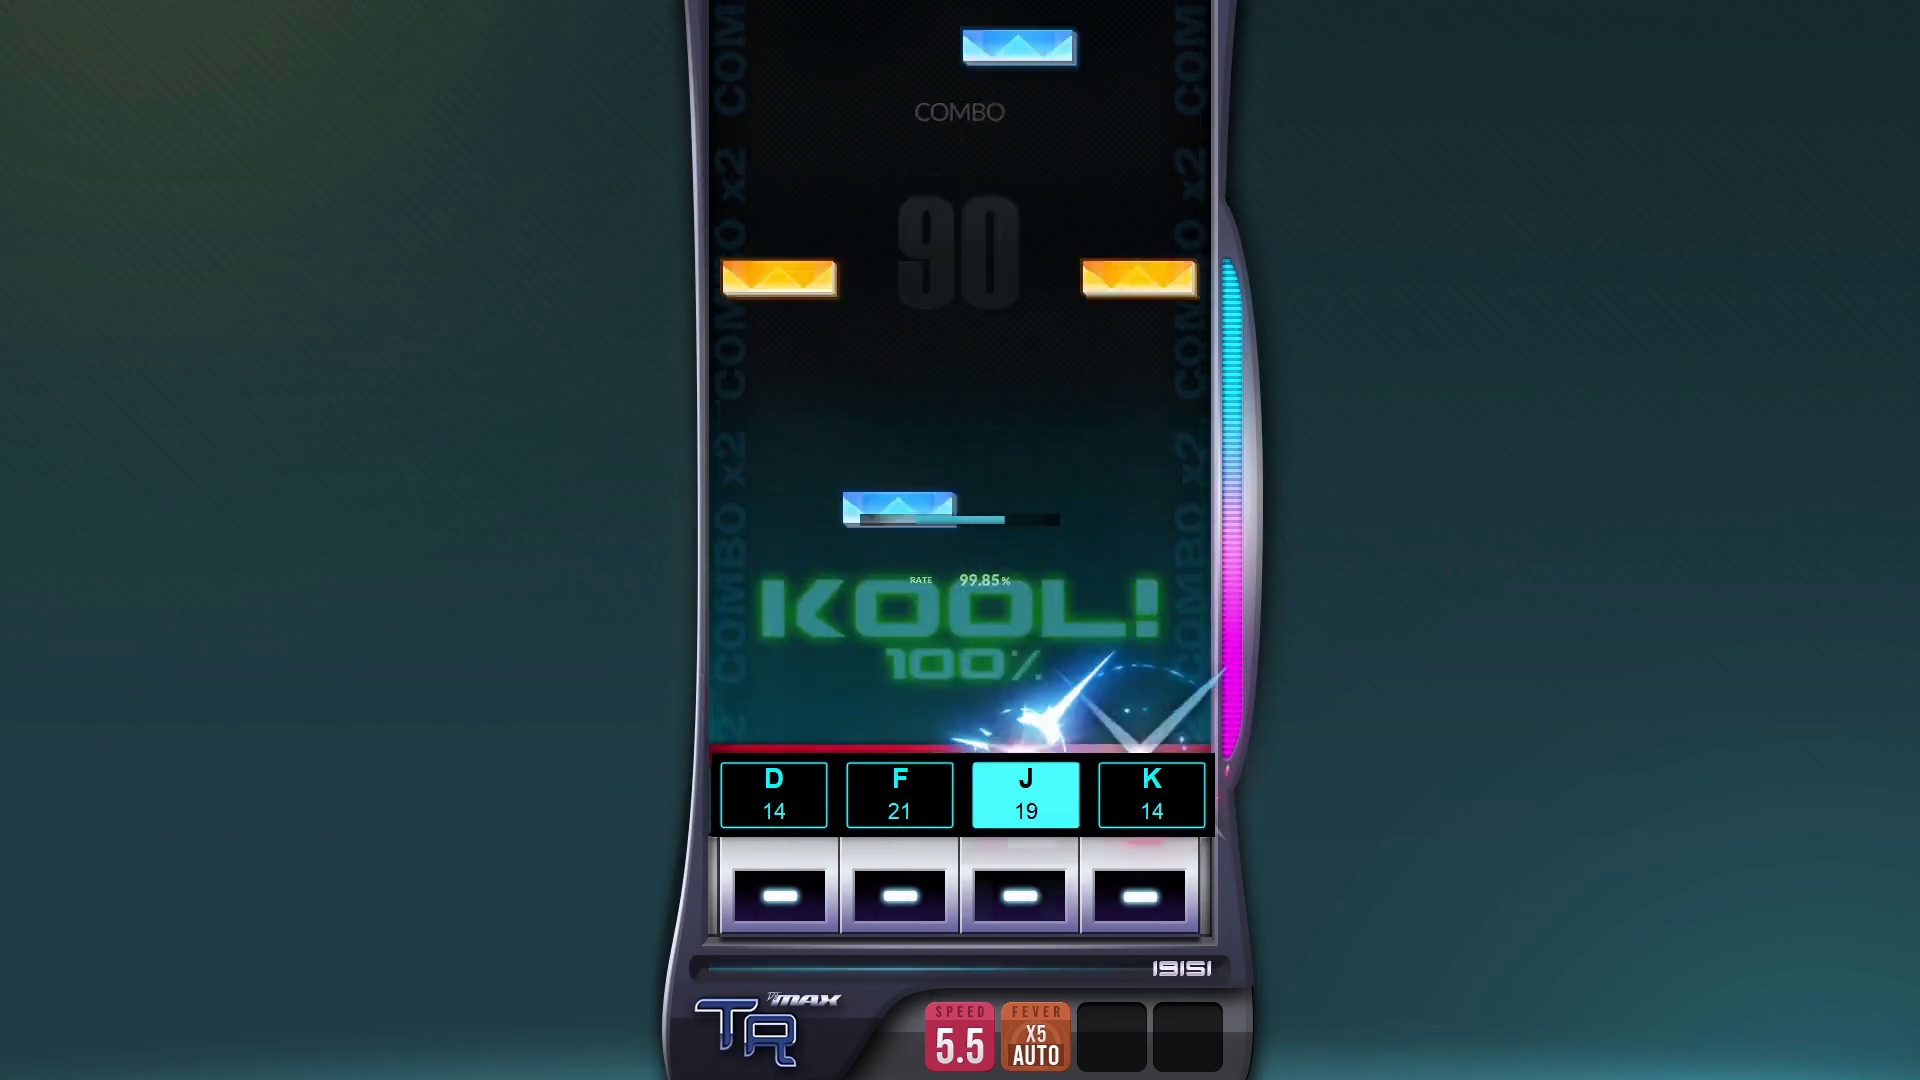 COMBO
90
COMBO x2 COMBO x2 COMBO x2
COMBO x2 COMBO x2 COMBO x2
RATE 99.85%
KOOL!
100%
D F J K
14 21 19 14
19151
MAX
TR
SPEED FEVER
5.5 X5
AUTO